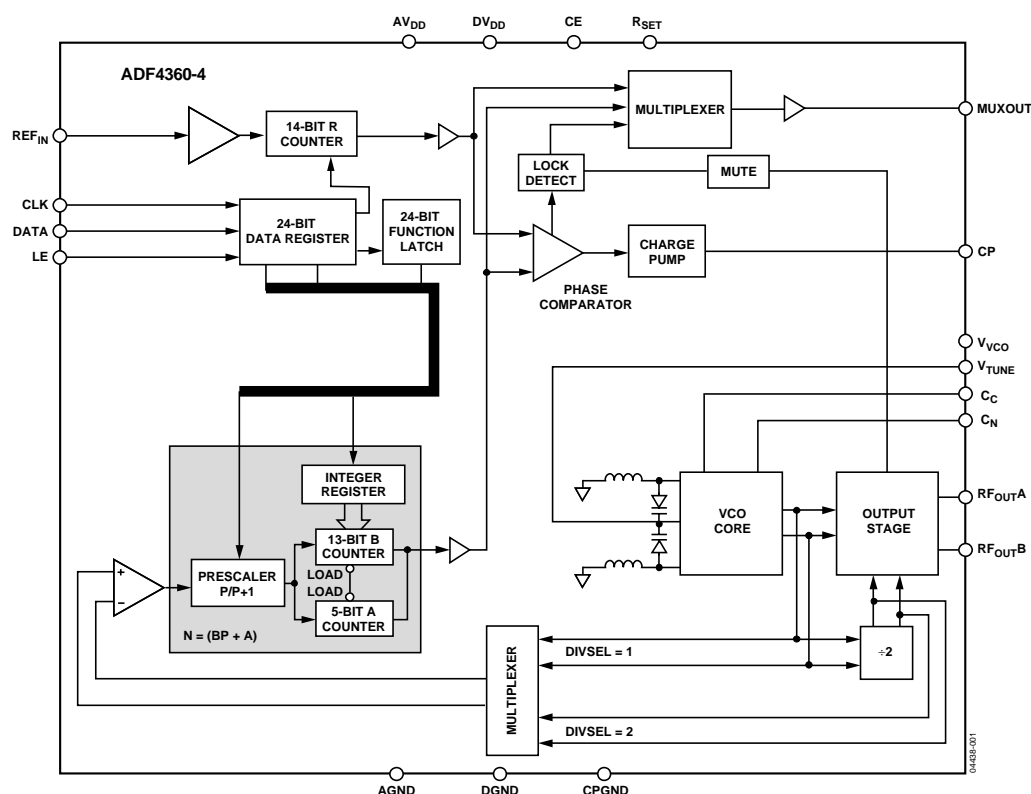 AVDD
DVDD
CE
RSET
ADF4360-4
REFIN
14-BIT R
COUNTER
MULTIPLEXER
MUXOUT
LOCK
DETECT
MUTE
CLK
DATA
LE
24-BIT
DATA REGISTER
24-BIT
FUNCTION
LATCH
CHARGE
PUMP
CP
PHASE
COMPARATOR
VVCO
VTUNE
CC
CN
INTEGER
REGISTER
13-BIT B
COUNTER
LOAD
LOAD
5-BIT A
COUNTER
PRESCALER
P/P+1
N = (BP + A)
+
−
VCO
CORE
OUTPUT
STAGE
RFOUTA
RFOUTB
MULTIPLEXER
DIVSEL = 1
DIVSEL = 2
÷2
AGND
DGND
CPGND
04438-001